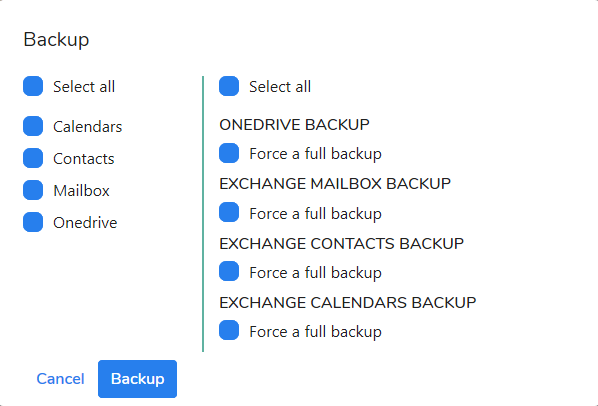 Backup
Select all
Calendars
Contacts
Mailbox
Onedrive
Select all
ONEDRIVE BACKUP
Force a full backup
EXCHANGE MAILBOX BACKUP
Force a full backup
EXCHANGE CONTACTS BACKUP
Force a full backup
EXCHANGE CALENDARS BACKUP
Force a full backup
Cancel
Backup